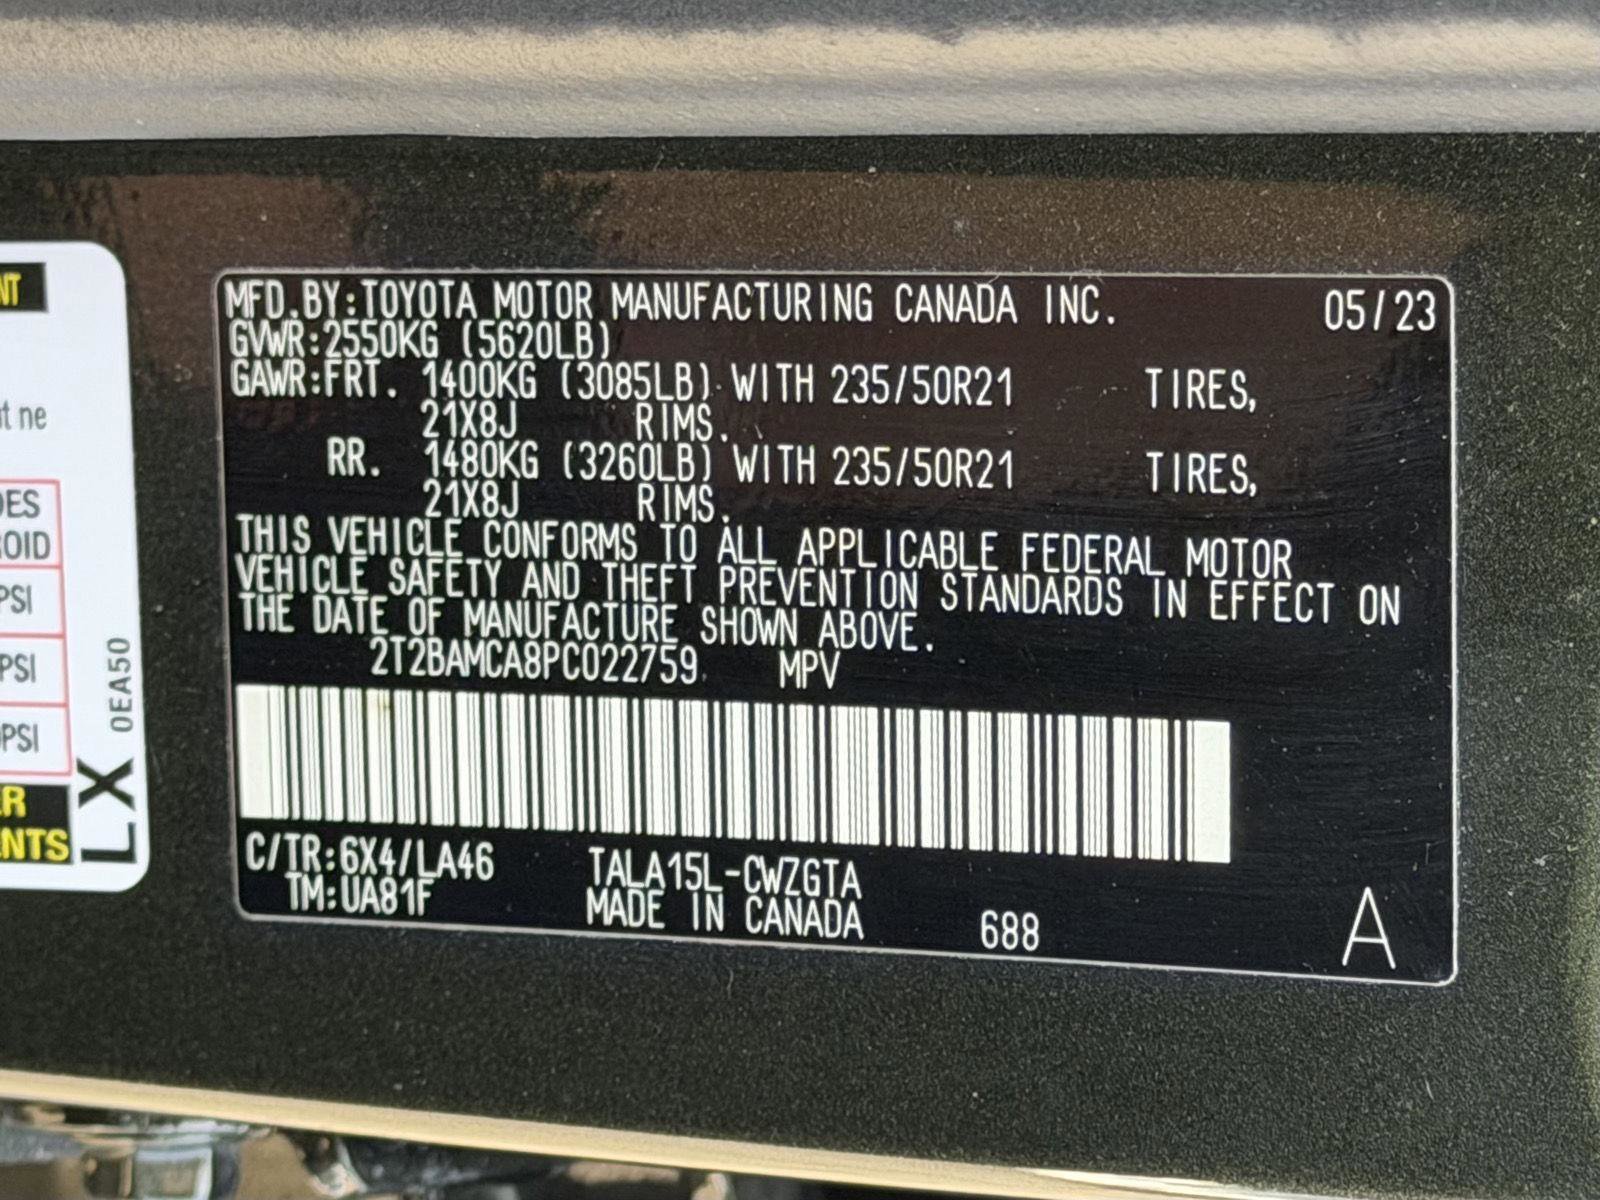 MFD.BY:TOYOTA MOTOR MANUFACTURING CANADA INC. 05/23
GVWR:2550KG (5620LB)
GAWR:FRT. 1400KG (3085LB) WITH 235/50R21 TIRES,
21X8J RIMS.
RR. 1480KG (3260LB) WITH 235/50R21 TIRES,
21X8J RIMS.
THIS VEHICLE CONFORMS TO ALL APPLICABLE FEDERAL MOTOR
VEHICLE SAFETY AND THEFT PREVENTION STANDARDS IN EFFECT ON
THE DATE OF MANUFACTURE SHOWN ABOVE.
2T2BAMCA8PC022759 MPV
C/TR:6X4/LA46 TALA15L-CWZGTA
TM:UA81F MADE IN CANADA 688
A
NT
t ne
DES
ROID
PSI
PSI
PSI
ER
ENTS
LX 0EA50